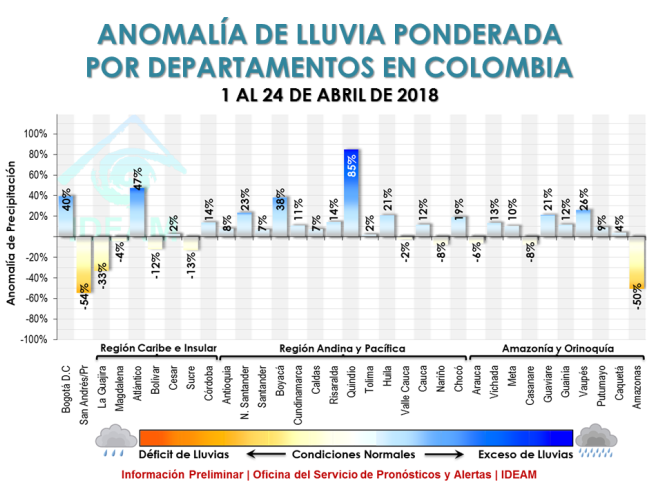 ANOMALÍA DE LLUVIA PONDERADA
POR DEPARTAMENTOS EN COLOMBIA
1 AL 24 DE ABRIL DE 2018
Anomalía de Precipitación
100%
80%
60%
40%
20%
-20%
-40%
-60%
-80%
-100%
40%
-54%
-33%
-4%
47%
-12%
2%
-13%
14%
8%
23%
7%
38%
11%
7%
14%
85%
2%
21%
-2%
12%
-8%
19%
-6%
13%
10%
-8%
21%
12%
26%
9%
4%
-50%
IDEAM
Región Caribe e Insular
Región Andina y Pacífica
Amazonía y Orinoquía
Bogotá D.C
San Andrés/Pr
La Guajira
Magdalena
Atlántico
Bolívar
Cesar
Sucre
Córdoba
Antioquia
N. Santander
Santander
Boyacá
Cundinamarca
Caldas
Risaralda
Quindío
Tolima
Huila
Valle Cauca
Cauca
Nariño
Chocó
Arauca
Vichada
Meta
Casanare
Guaviare
Guainía
Vaupés
Putumayo
Caquetá
Amazonas
Déficit de Lluvias
Condiciones Normales
Exceso de Lluvias
Información Preliminar | Oficina del Servicio de Pronósticos y Alertas | IDEAM